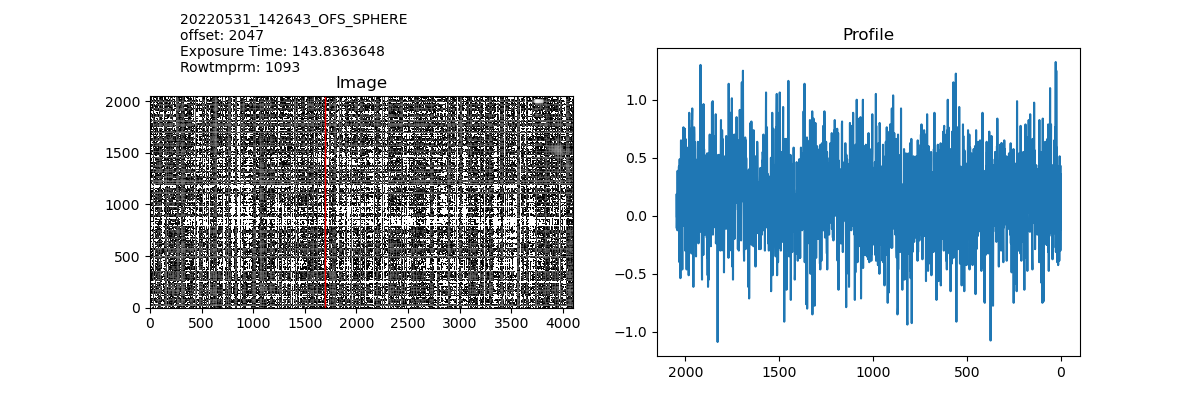 20220531_142643_OFS_SPHERE
offset: 2047
Exposure Time: 143.8363648
Rowtmprm: 1093
Image
2000
1500
1000
500
0
0 500 1000 1500 2000 2500 3000 3500 4000
Profile
1.0
0.5
0.0
−0.5
−1.0
2000 1500 1000 500 0